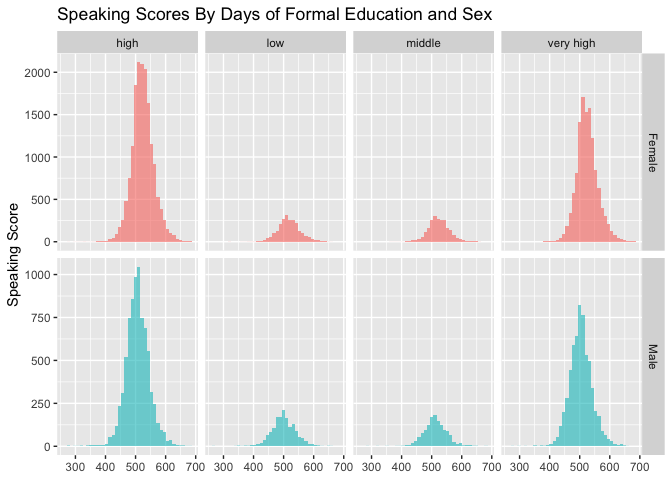 Speaking Scores By Days of Formal Education and Sex
high low middle very high
2000
1500
1000
500
0
Female
1000
750
500
250
0
Male
Speaking Score
300 400 500 600 700 300 400 500 600 700 300 400 500 600 700 300 400 500 600 700